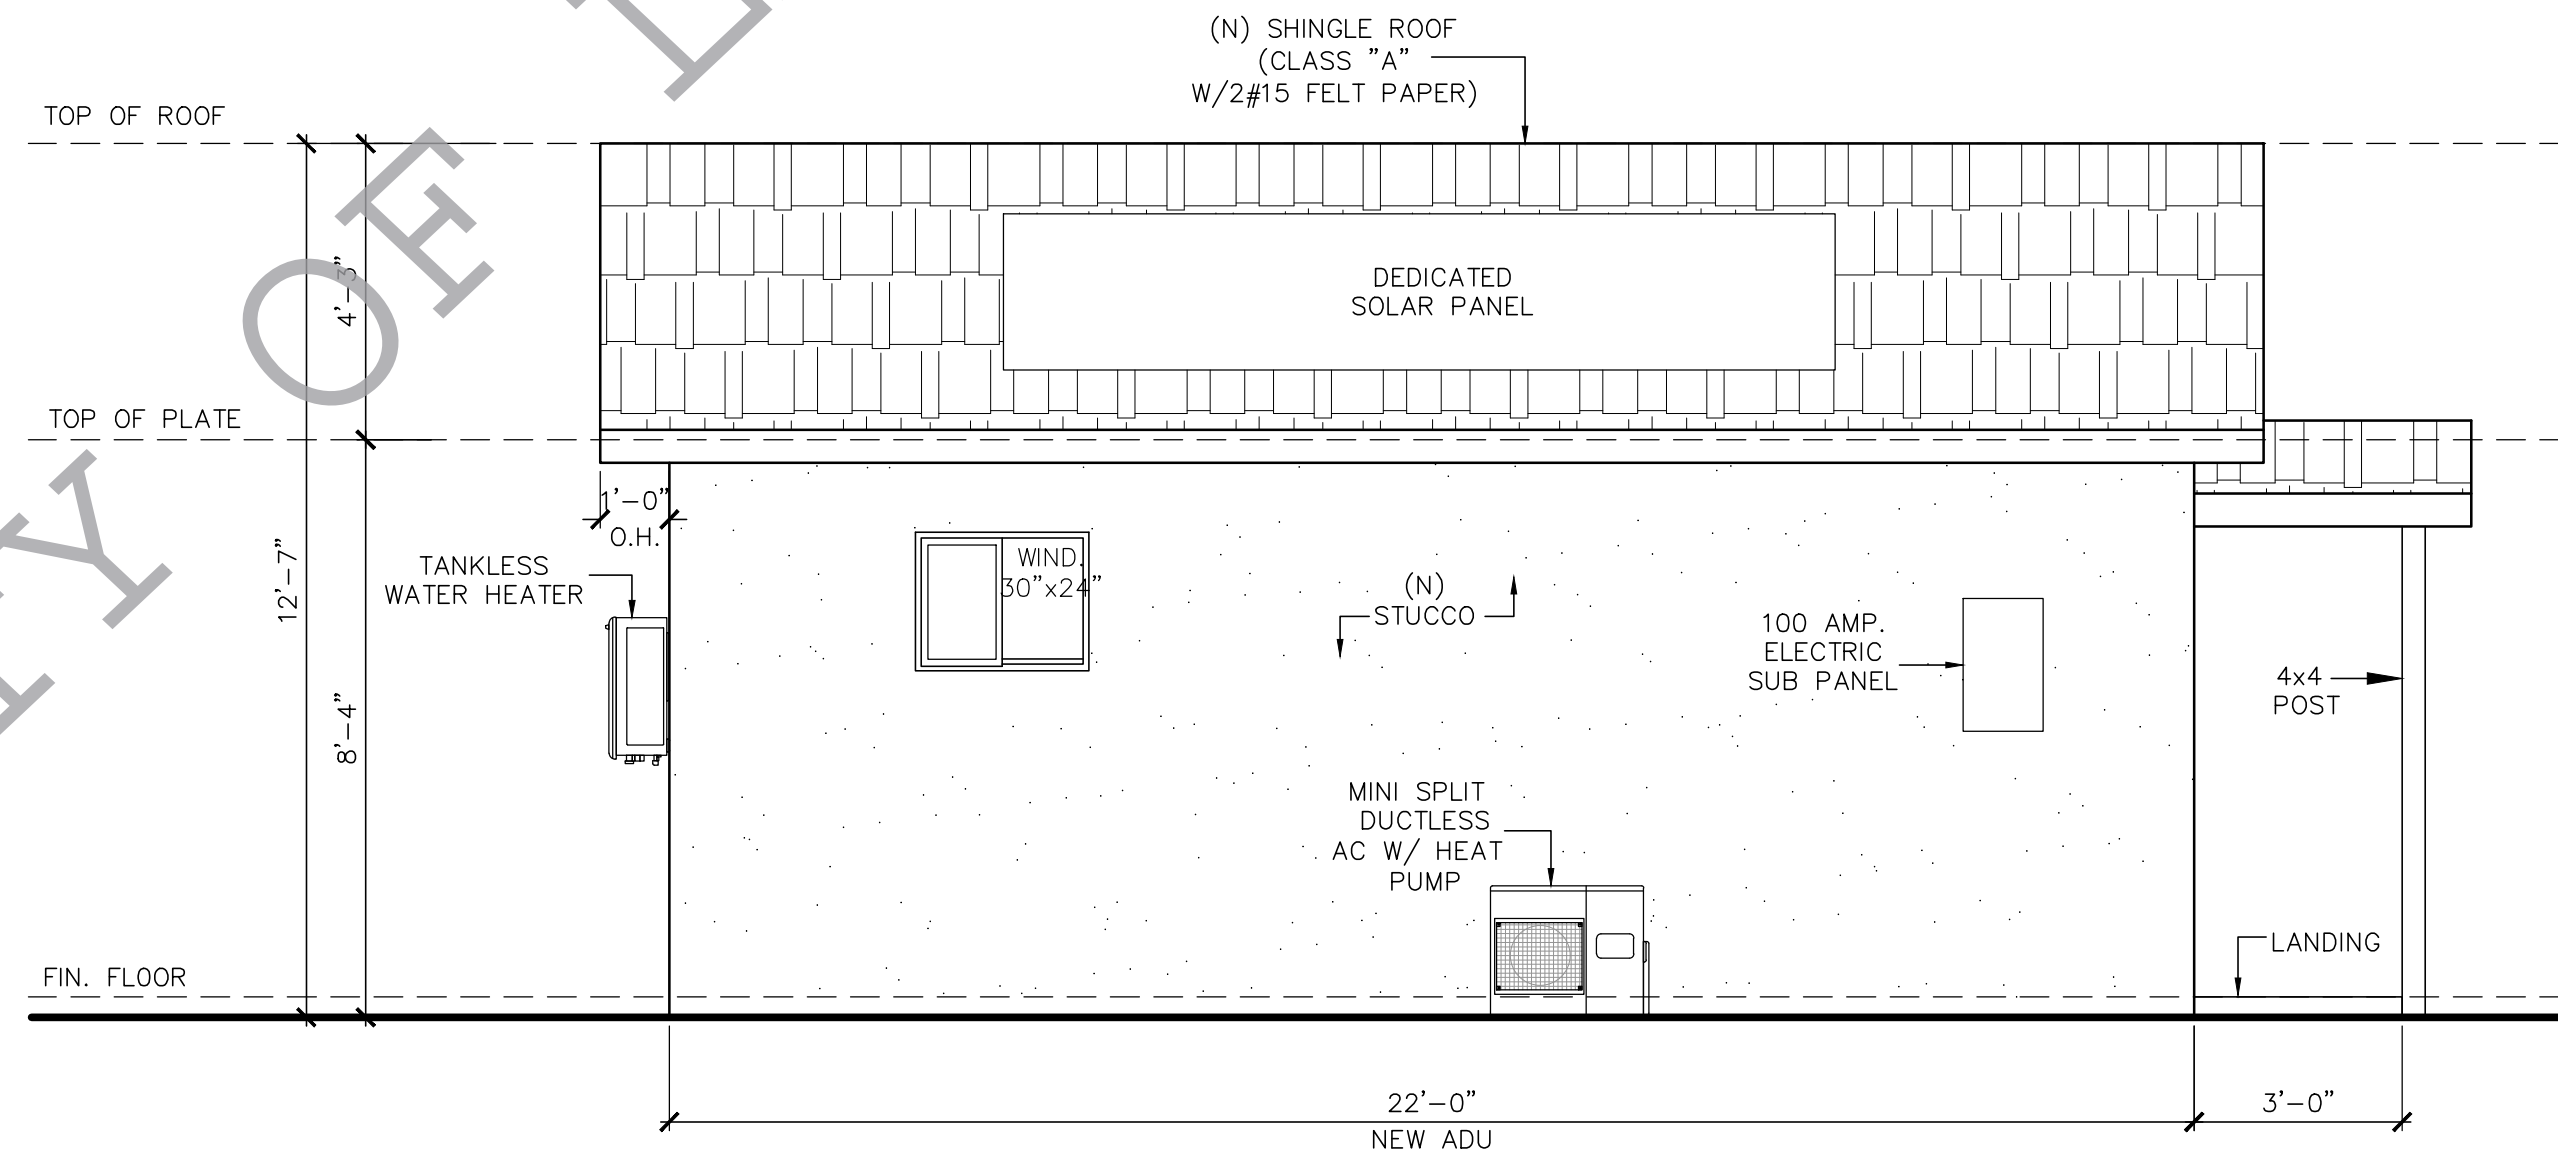 (N) SHINGLE ROOF
(CLASS "A"
W/2#15 FELT PAPER)
TOP OF ROOF
DEDICATED
SOLAR PANEL
4'-3"
TOP OF PLATE
1'-0"
O.H.
TANKLESS
WATER HEATER
WIND.
30"x24"
(N)
STUCCO
12'-7"
100 AMP.
ELECTRIC
SUB PANEL
4x4
POST
8'-4"
MINI SPLIT
DUCTLESS
AC W/ HEAT
PUMP
LANDING
FIN. FLOOR
22'-0"
NEW ADU
3'-0"
Y OF